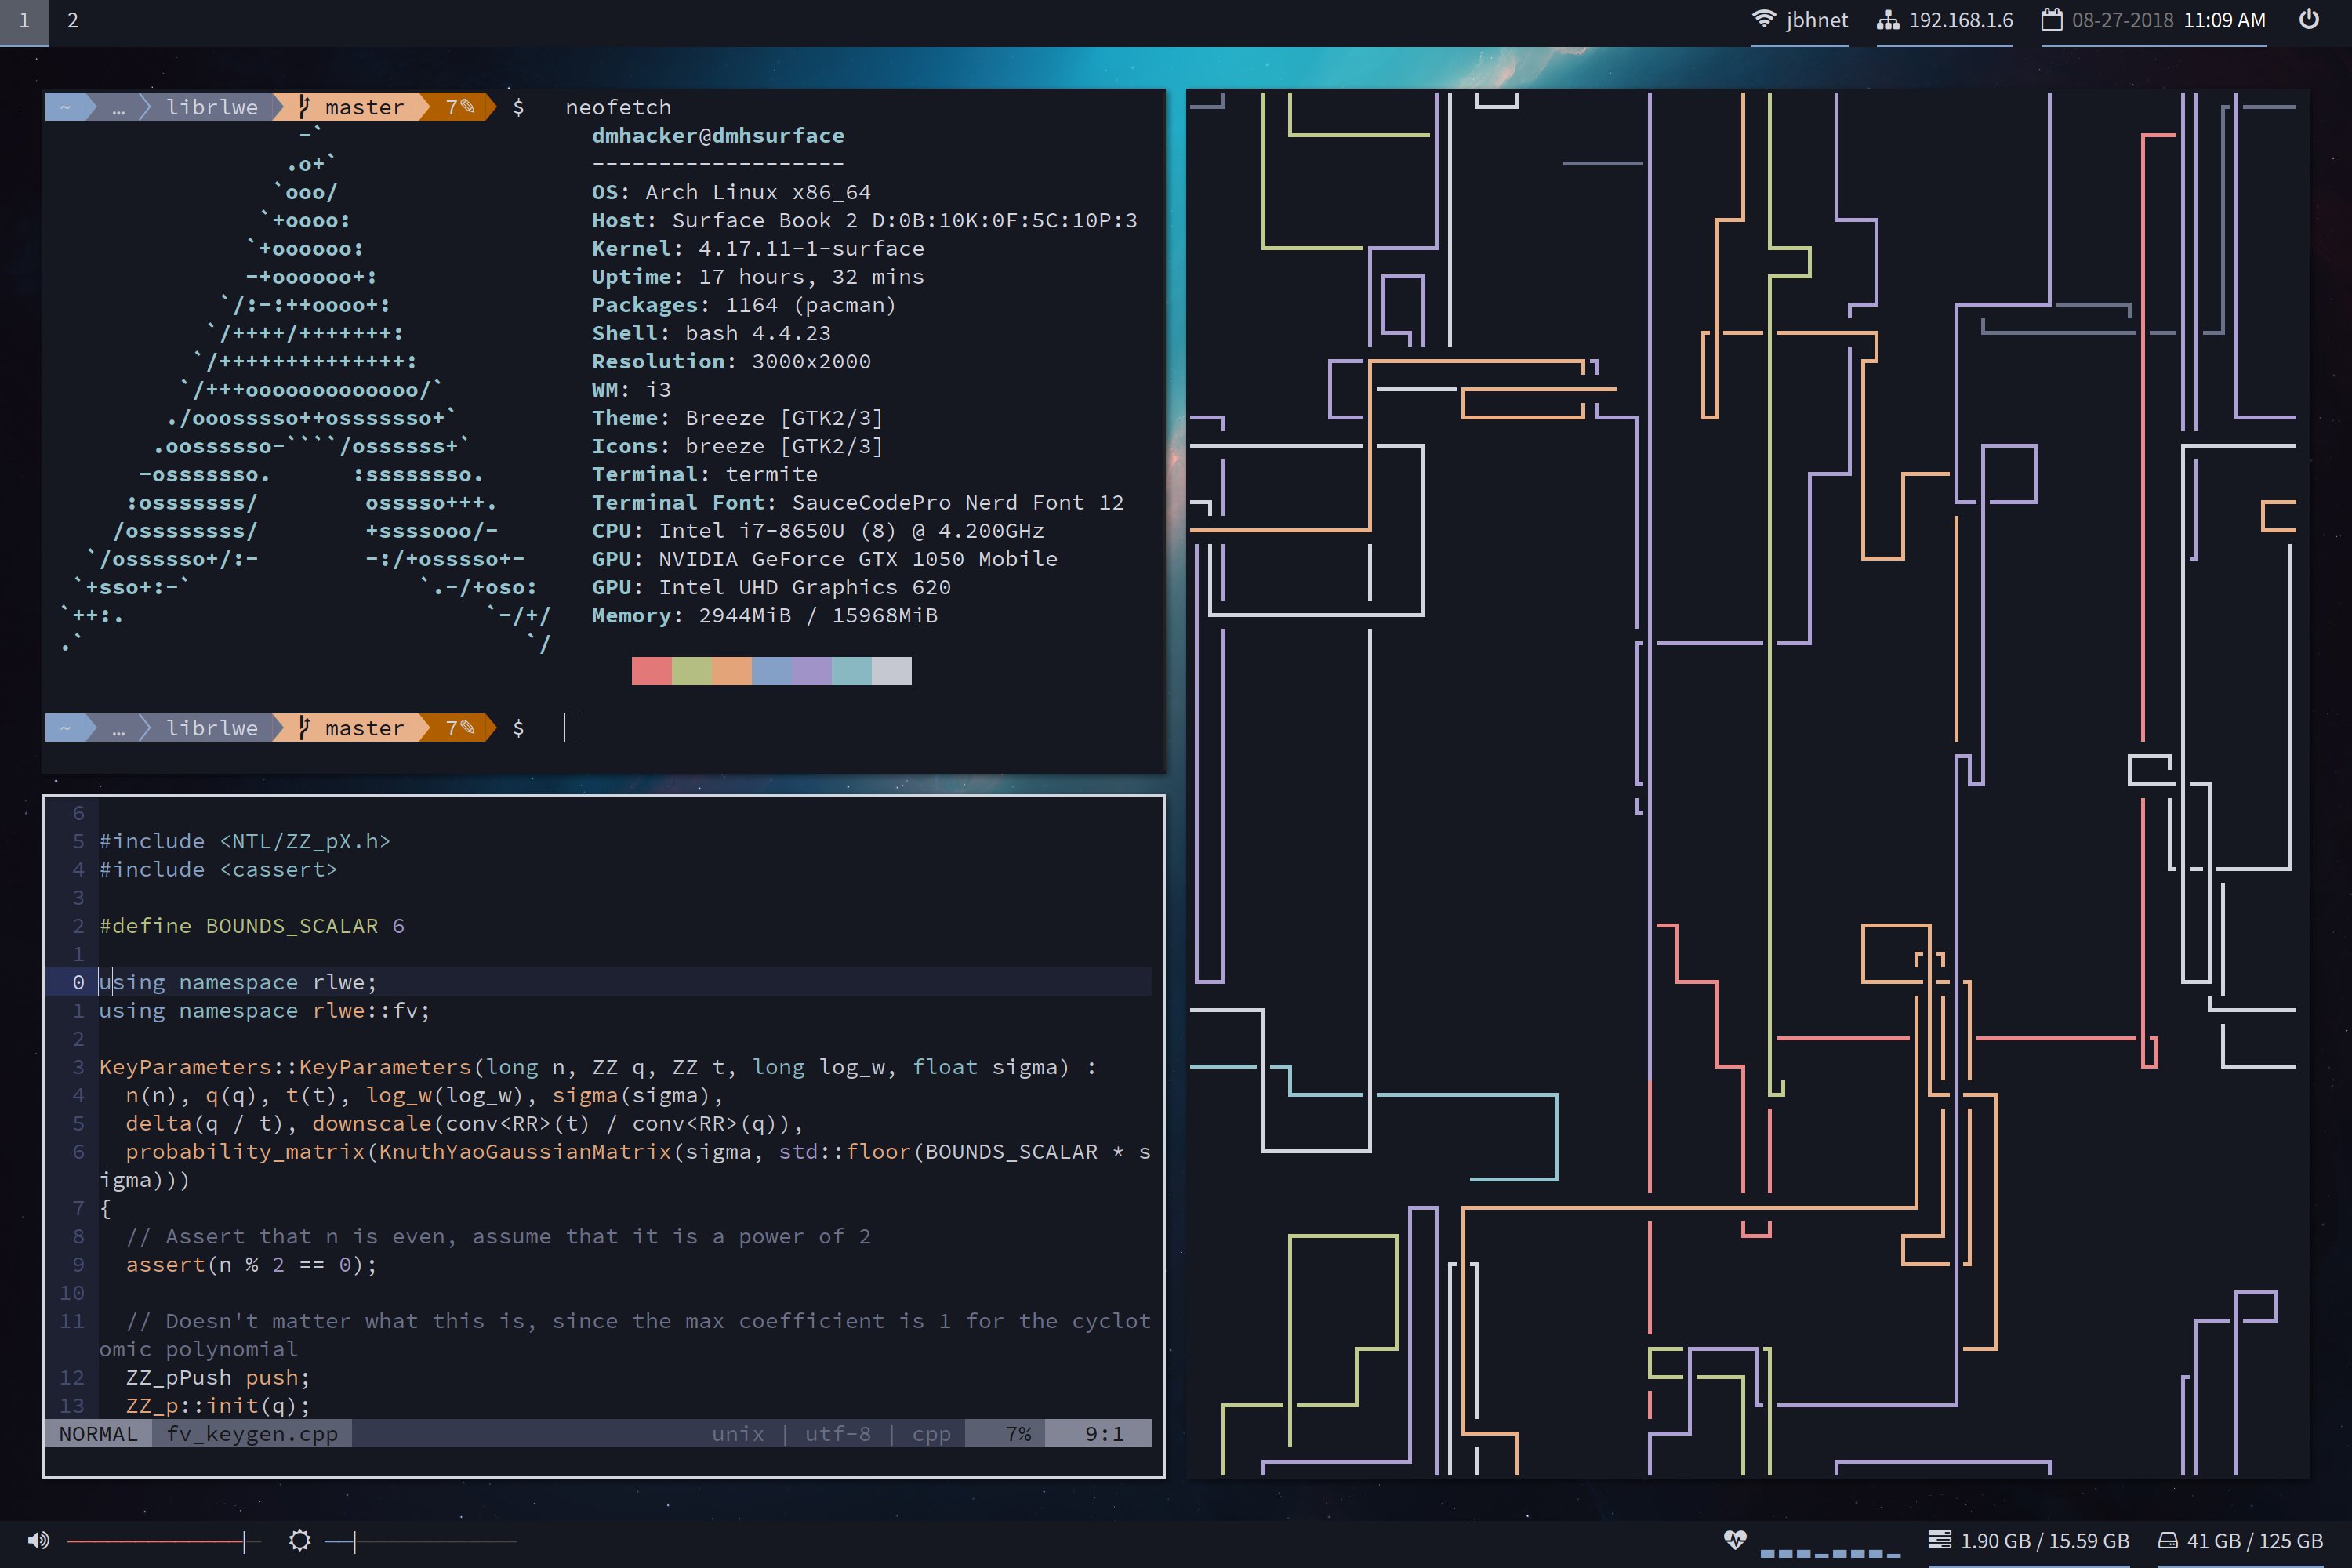 1 2 jbhnet 192.168.1.6 08-27-2018 11:09 AM
~ … librlwe master 7✎ $ neofetch
-`
.o+`
`ooo/
`+oooo:
`+oooooo:
-+oooooo+:
`/:-:++oooo+:
`/++++/+++++++:
`/++++++++++++++:
`/+++ooooooooooooo/`
./ooosssso++osssssso+`
.oossssso-````/ossssss+`
-osssssso. :ssssssso.
:osssssss/ osssso+++.
/ossssssss/ +ssssooo/-
`/ossssso+/:- -:/+osssso+-
`+sso+:-` `.-/+oso:
`++:. `-/+/
.` `/
dmhacker@dmhsurface
-------------------
OS: Arch Linux x86_64
Host: Surface Book 2 D:0B:10K:0F:5C:10P:3
Kernel: 4.17.11-1-surface
Uptime: 17 hours, 32 mins
Packages: 1164 (pacman)
Shell: bash 4.4.23
Resolution: 3000x2000
WM: i3
Theme: Breeze [GTK2/3]
Icons: breeze [GTK2/3]
Terminal: termite
Terminal Font: SauceCodePro Nerd Font 12
CPU: Intel i7-8650U (8) @ 4.200GHz
GPU: NVIDIA GeForce GTX 1050 Mobile
GPU: Intel UHD Graphics 620
Memory: 2944MiB / 15968MiB
~ … librlwe master 7✎ $
6
5 #include <NTL/ZZ_pX.h>
4 #include <cassert>
3
2 #define BOUNDS_SCALAR 6
1
0 using namespace rlwe;
1 using namespace rlwe::fv;
2
3 KeyParameters::KeyParameters(long n, ZZ q, ZZ t, long log_w, float sigma) :
4 n(n), q(q), t(t), log_w(log_w), sigma(sigma),
5 delta(q / t), downscale(conv<RR>(t) / conv<RR>(q)),
6 probability_matrix(KnuthYaoGaussianMatrix(sigma, std::floor(BOUNDS_SCALAR * s
igma)))
7 {
8 // Assert that n is even, assume that it is a power of 2
9 assert(n % 2 == 0);
10
11 // Doesn't matter what this is, since the max coefficient is 1 for the cyclot
omic polynomial
12 ZZ_pPush push;
13 ZZ_p::init(q);
NORMAL fv_keygen.cpp unix | utf-8 | cpp 7% 9:1
1.90 GB / 15.59 GB 41 GB / 125 GB